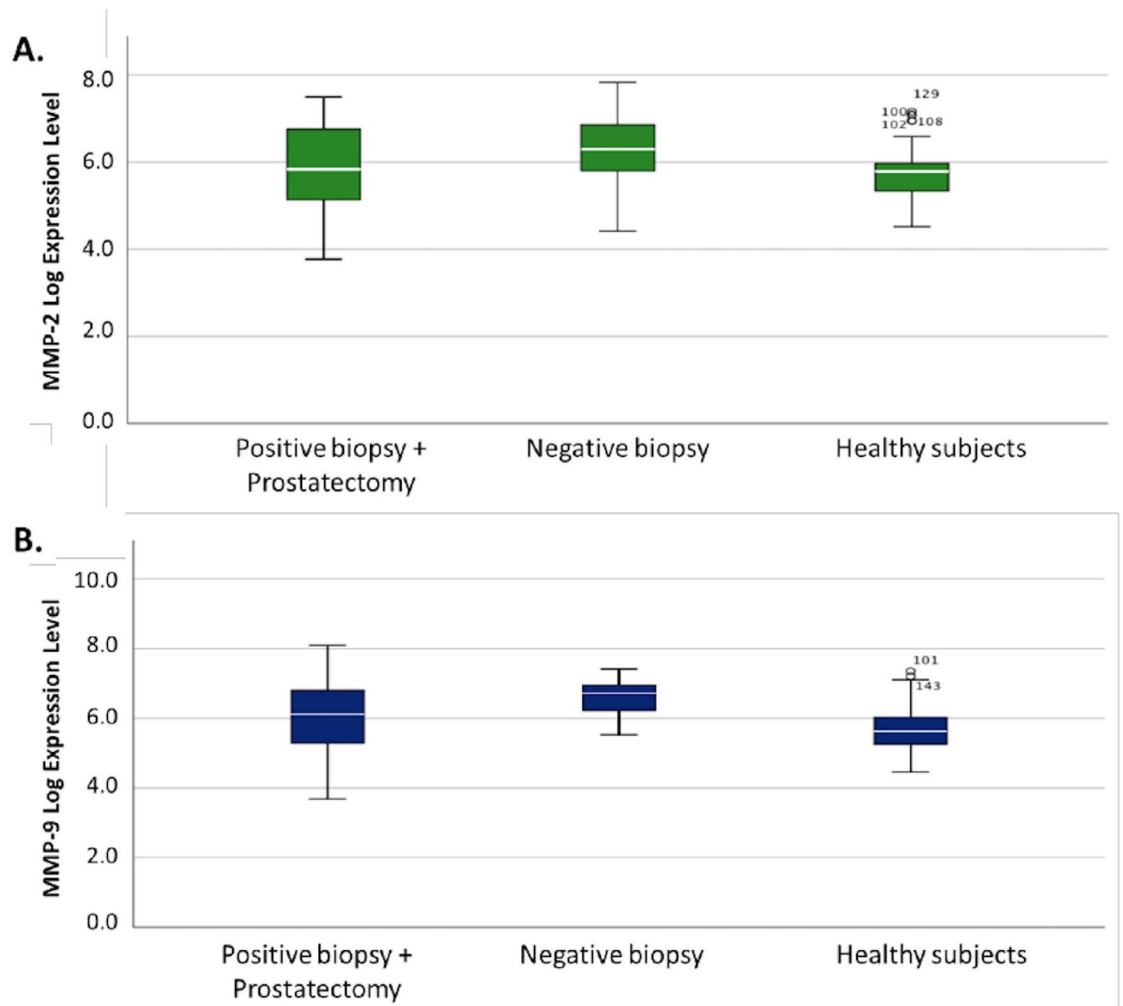 A.
MMP-2 Log Expression Level
8.0
6.0
4.0
2.0
0.0
129
100
102
108
Positive biopsy +
Prostatectomy
Negative biopsy
Healthy subjects
B.
MMP-9 Log Expression Level
10.0
8.0
6.0
4.0
2.0
0.0
101
143
Positive biopsy +
Prostatectomy
Negative biopsy
Healthy subjects